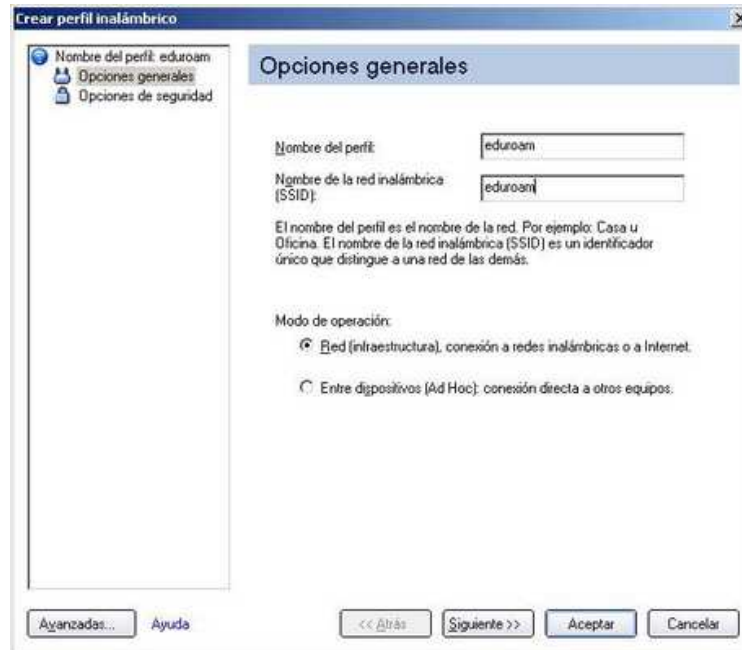 Crear perfil inalámbrico
Nombre del perfil: eduroam
Opciones generales
Opciones de seguridad
Opciones generales
Nombre del perfil: eduroam
Nombre de la red inalámbrica
(SSID): eduroam
El nombre del perfil es el nombre de la red. Por ejemplo: Casa u
Oficina. El nombre de la red inalámbrica (SSID) es un identificador
único que distingue a una red de las demás.
Modo de operación:
Red (infraestructura), conexión a redes inalámbricas o a Internet.
Entre dispositivos (Ad Hoc): conexión directa a otros equipos.
Avanzadas... Ayuda << Atrás Siguiente >> Aceptar Cancelar